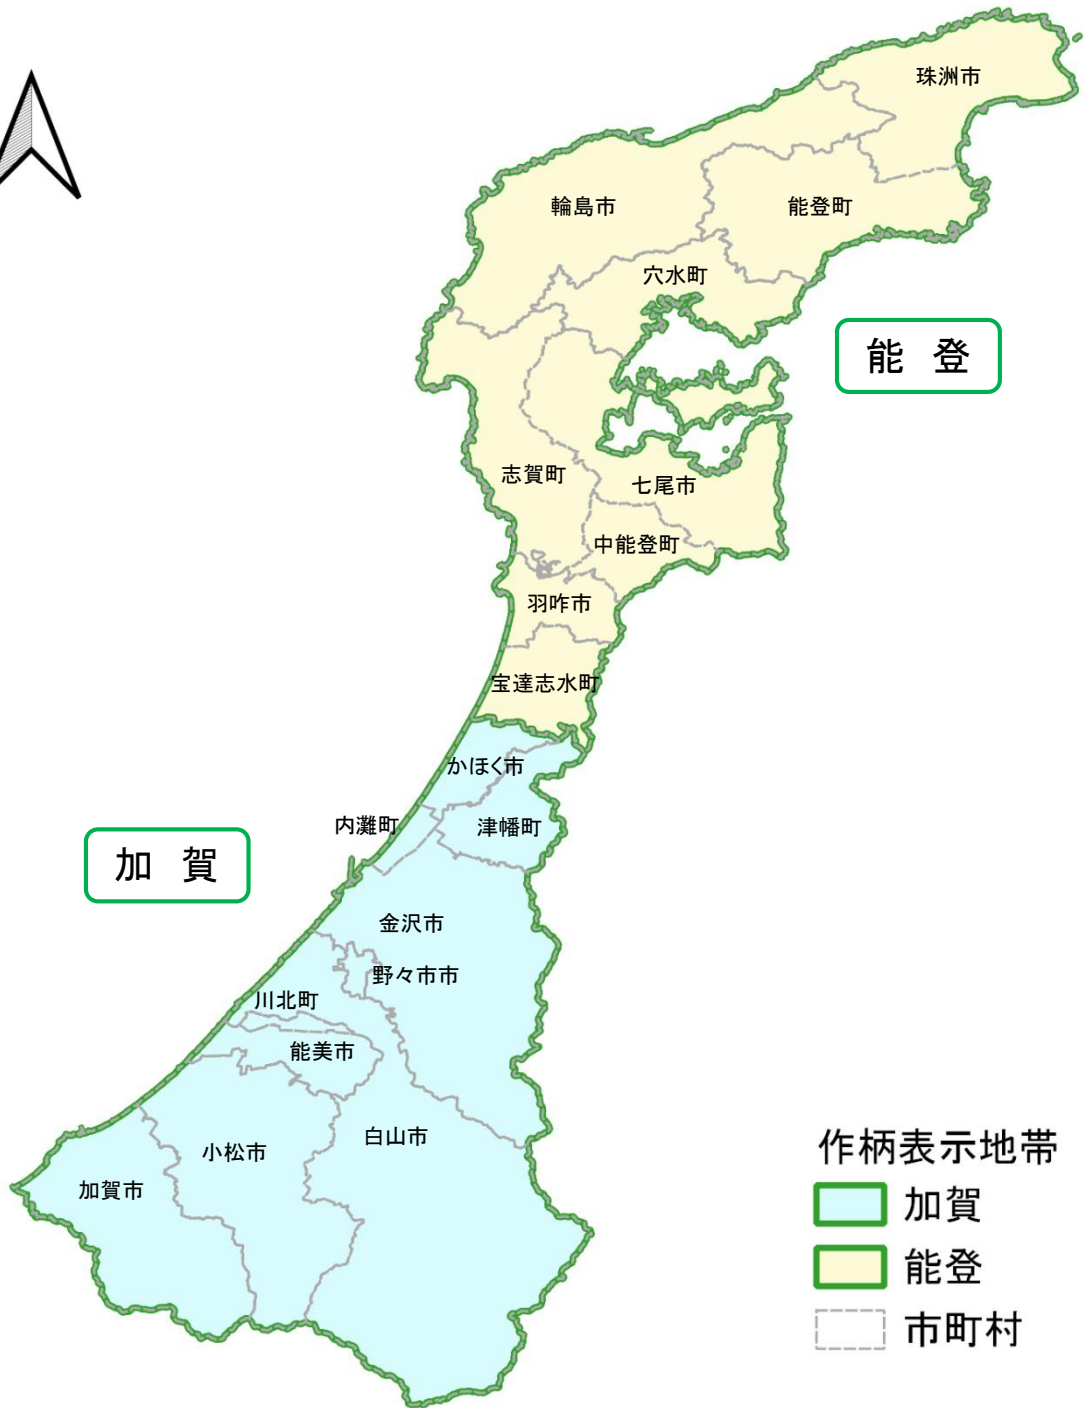 珠洲市
輪島市
能登町
穴水町
能 登
志賀町
七尾市
中能登町
羽咋市
宝達志水町
かほく市
内灘町
津幡町
加 賀
金沢市
野々市市
川北町
能美市
白山市
小松市
加賀市
作柄表示地帯
加賀
能登
市町村